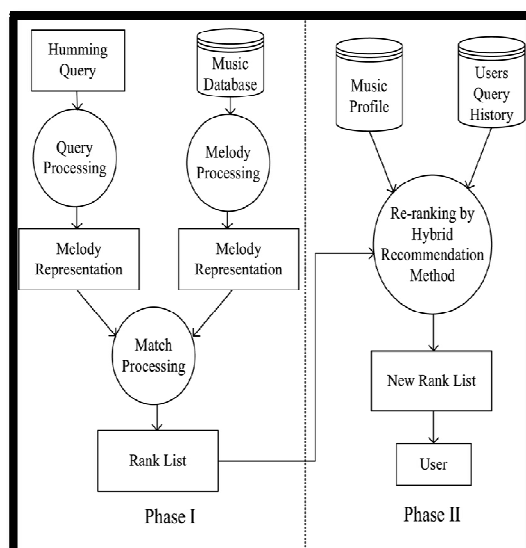 Humming
Query
Music
Database
Query
Processing
Melody
Processing
Melody
Representation
Melody
Representation
Match
Processing
Rank List
Phase I
Music
Profile
Users
Query
History
Re-ranking by
Hybrid
Recommendation
Method
New Rank List
User
Phase II